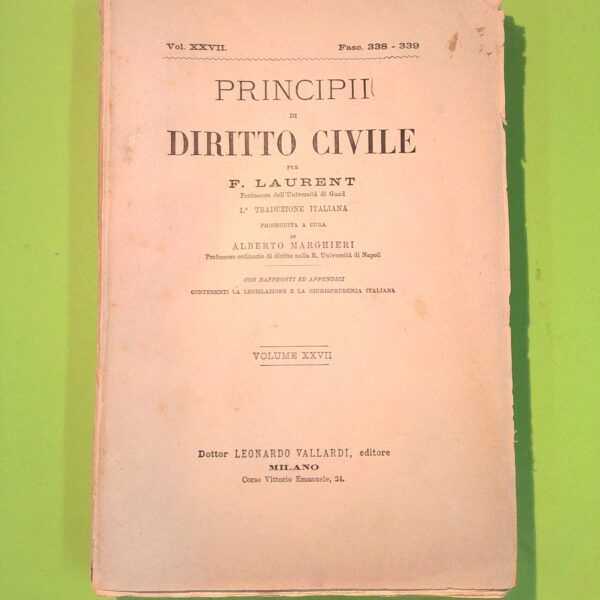 Vol. XXVII. Fasc. 338 - 339
PRINCIPII
DI
DIRITTO CIVILE
PER
F. LAURENT
Professore dell'Università di Gand
1.ª TRADUZIONE ITALIANA
PROSEGUITA A CURA
DI
ALBERTO MARGHIERI
Professore ordinario di diritto nella R. Università di Napoli
CON RAFFRONTI ED APPENDICI
CONTENENTI LA LEGISLAZIONE E LA GIURISPRUDENZA ITALIANA
VOLUME XXVII
Dottor LEONARDO VALLARDI, editore
MILANO
Corso Vittorio Emanuele, 24.